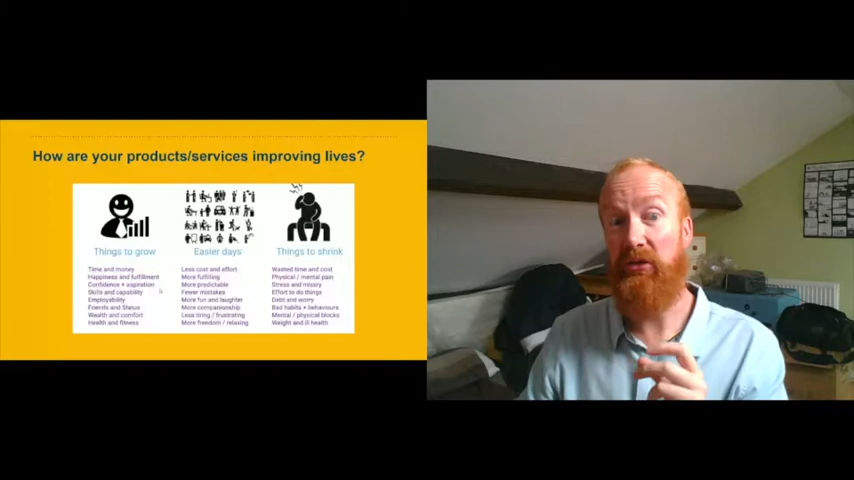 How are your products/services improving lives?
Things to grow
Time and money
Happiness and fulfillment
Confidence + aspiration
Skills and capability
Employability
Friends and Status
Wealth and comfort
Health and fitness
Easier days
Less cost and effort
More fulfilling
More predictable
Fewer mistakes
More fun and laughter
More companionship
Less tiring / frustrating
More freedom / relaxing
Things to shrink
Wasted time and cost
Physical / mental pain
Stress and misery
Effort to do things
Debt and worry
Bad habits + behaviours
Mental / physical blocks
Weight and ill health